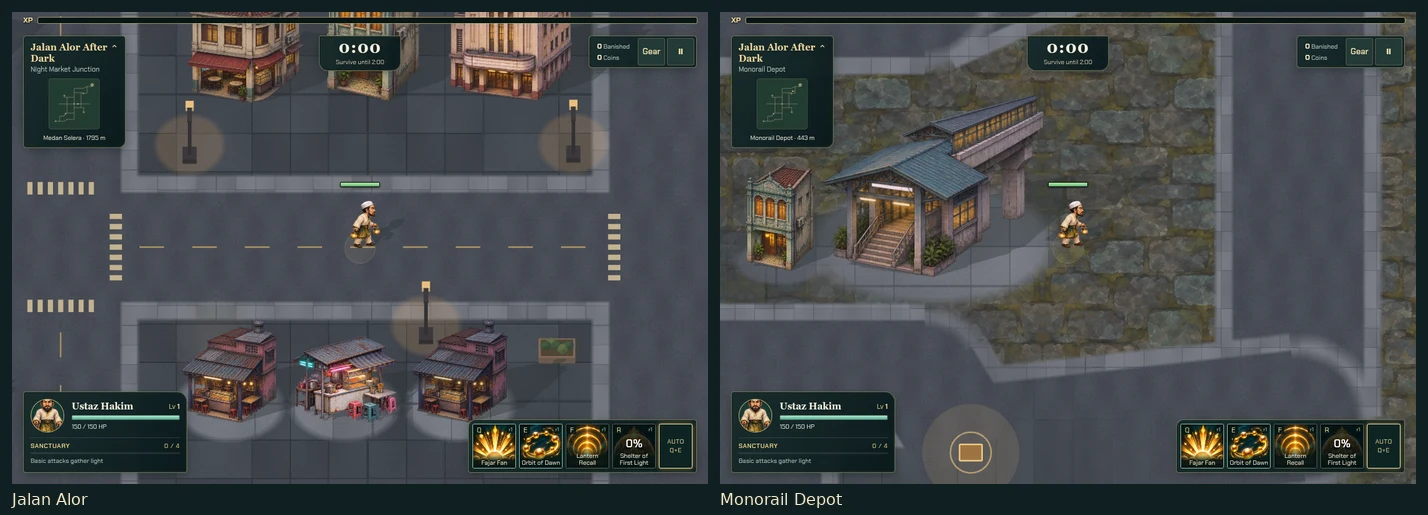 XP
Jalan Alor After
Dark
Night Market Junction
Medan Selera · 1795 m
0:00
Survive until 2:00
0 Banished
0 Coins
Gear
Ustaz Hakim
Lv 1
150 / 150 HP
SANCTUARY
0 / 4
Basic attacks gather light
Q
Fajar Fan
E
Orbit of Dawn
F
Lantern
Recall
R
0%
Shelter of
First Light
AUTO
Q+E
Jalan Alor
XP
Jalan Alor After
Dark
Monorail Depot
Monorail Depot · 443 m
0:00
Survive until 2:00
0 Banished
0 Coins
Gear
Ustaz Hakim
Lv 1
150 / 150 HP
SANCTUARY
0 / 4
Basic attacks gather light
Q
Fajar Fan
E
Orbit of Dawn
F
Lantern
Recall
R
0%
Shelter of
First Light
AUTO
Q+E
Monorail Depot